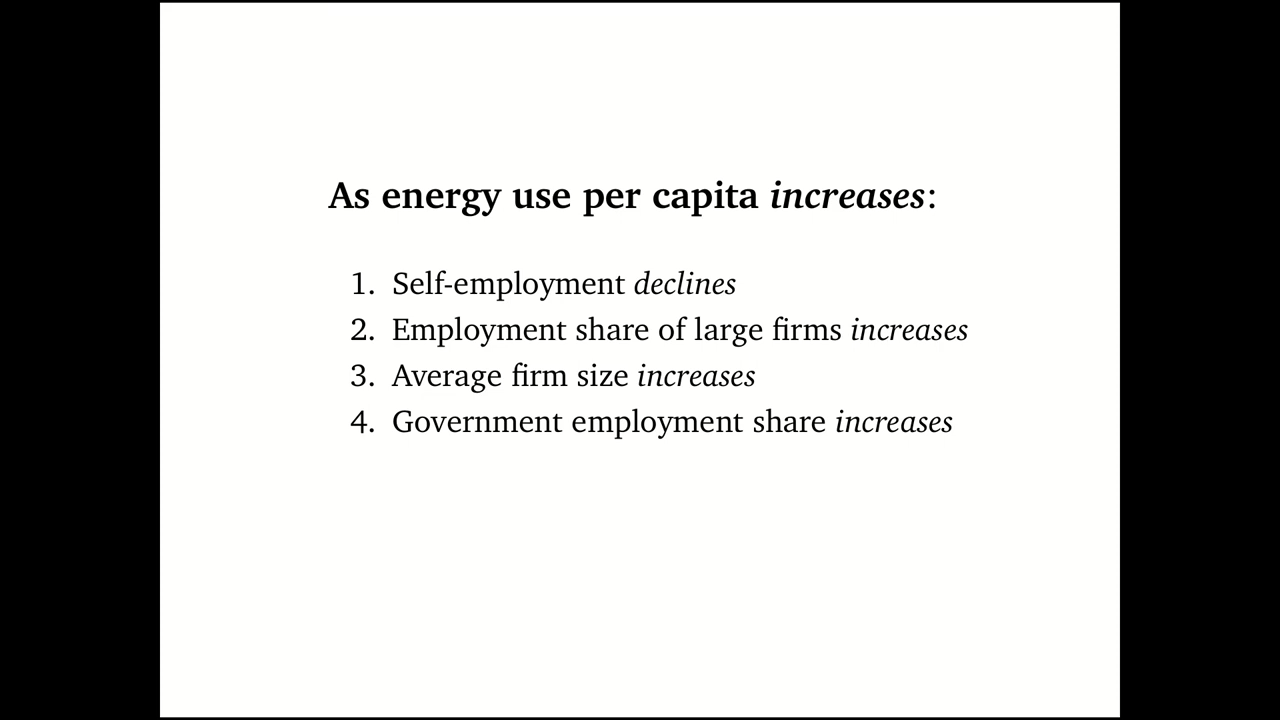 As energy use per capita increases:
1. Self-employment declines
2. Employment share of large firms increases
3. Average firm size increases
4. Government employment share increases